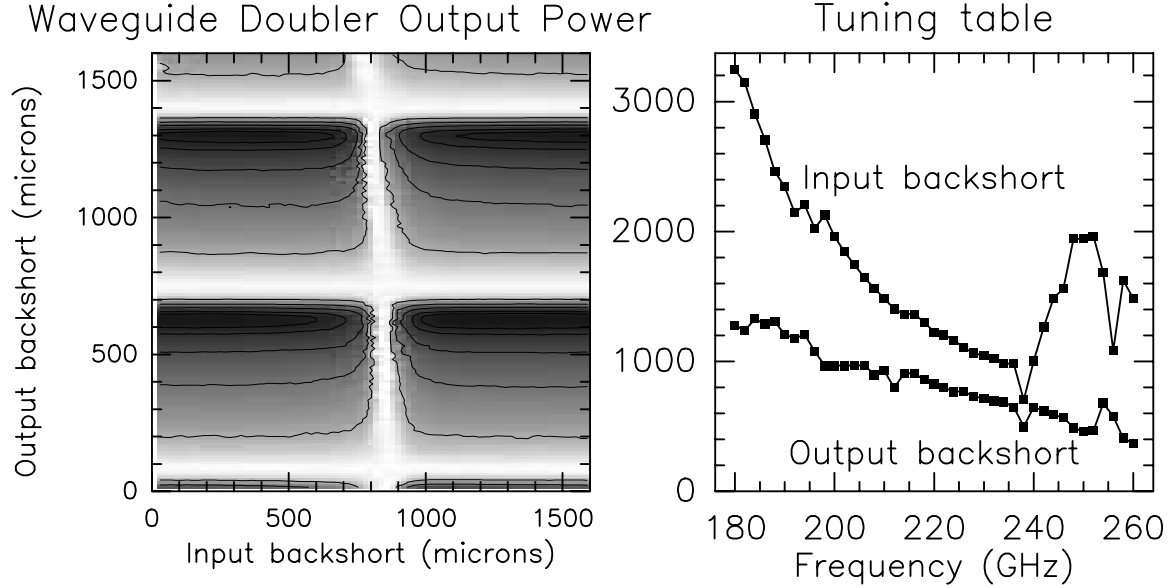 Waveguide Doubler Output Power
Output backshort (microns)
1500
1000
500
0
0 500 1000 1500
Input backshort (microns)
Tuning table
3000
2000
1000
0
Input backshort
Output backshort
180 200 220 240 260
Frequency (GHz)